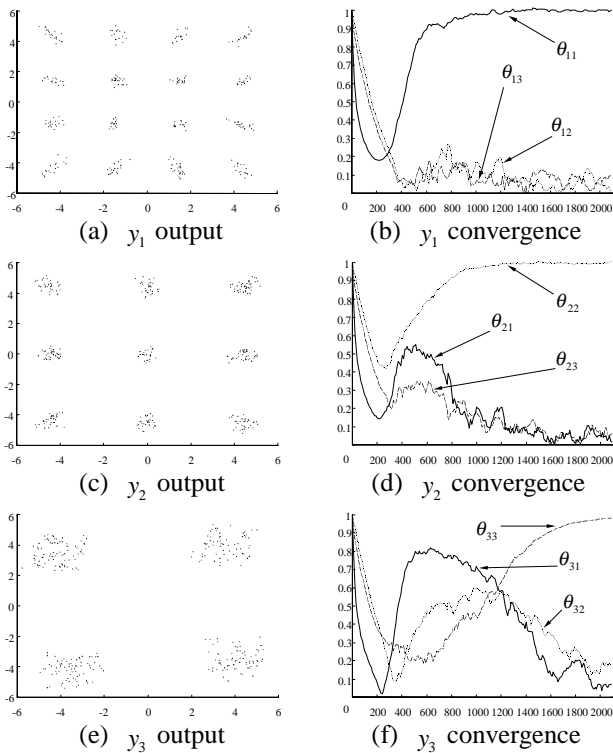 6
4
2
0
-2
-4
-6
-6 -4 -2 0 2 4 6
(a) y1 output
1
0.9
0.8
0.7
0.6
0.5
0.4
0.3
0.2
0.1
0 200 400 600 800 1000 1200 1400 1600 1800 2000
θ11
θ13
θ12
(b) y1 convergence
6
4
2
0
-2
-4
-6
-6 -4 -2 0 2 4 6
(c) y2 output
1
0.9
0.8
0.7
0.6
0.5
0.4
0.3
0.2
0.1
0 200 400 600 800 1000 1200 1400 1600 1800 2000
θ22
θ21
θ23
(d) y2 convergence
6
4
2
0
-2
-4
-6
-6 -4 -2 0 2 4 6
(e) y3 output
1
0.9
0.8
0.7
0.6
0.5
0.4
0.3
0.2
0.1
0 200 400 600 800 1000 1200 1400 1600 1800 2000
θ33
θ31
θ32
(f) y3 convergence